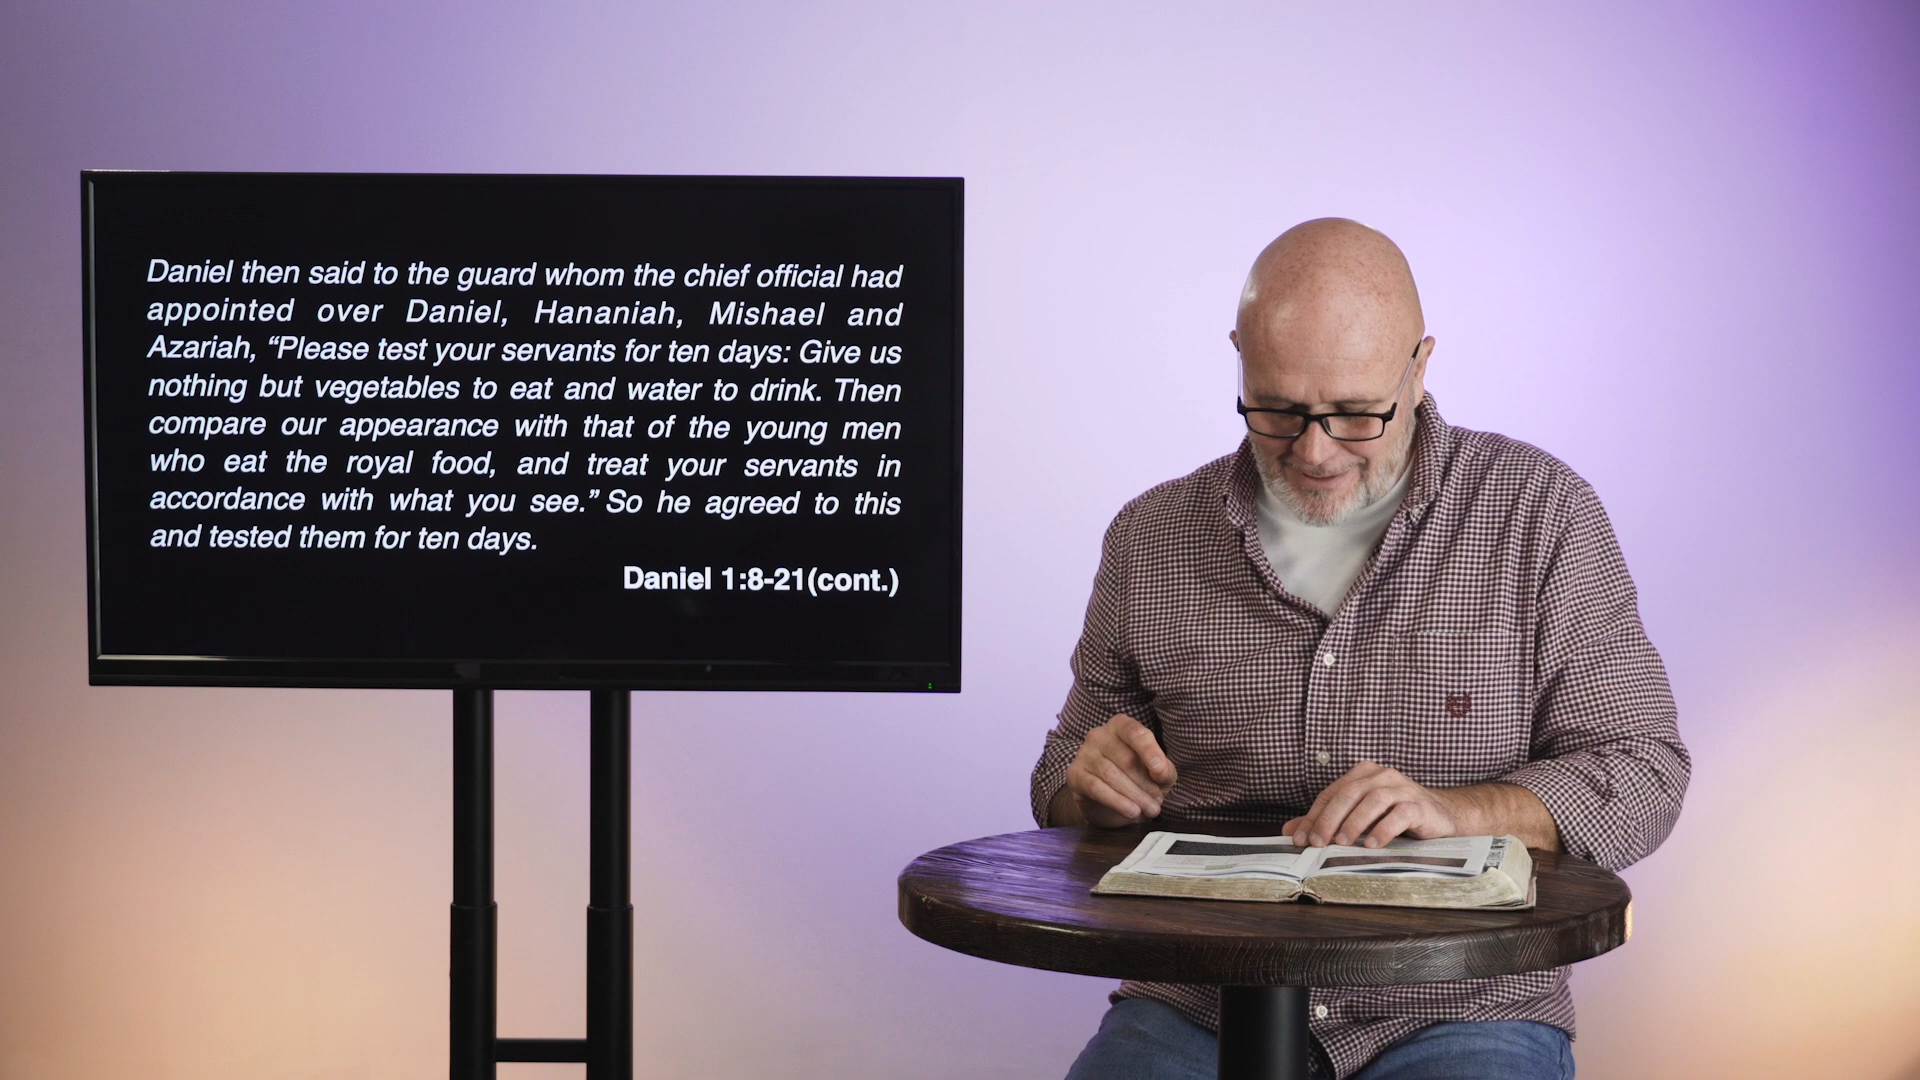 Daniel then said to the guard whom the chief official had
appointed over Daniel, Hananiah, Mishael and
Azariah, “Please test your servants for ten days: Give us
nothing but vegetables to eat and water to drink. Then
compare our appearance with that of the young men
who eat the royal food, and treat your servants in
accordance with what you see.” So he agreed to this
and tested them for ten days.
Daniel 1:8-21(cont.)